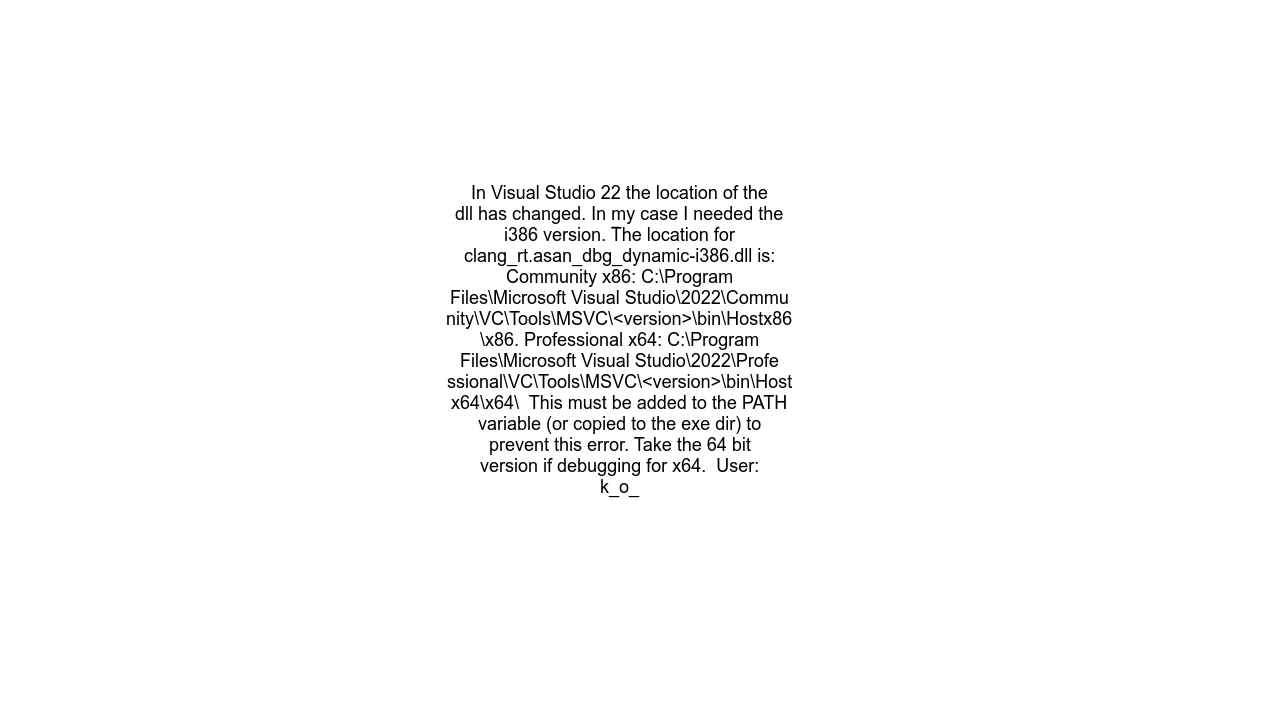 In Visual Studio 22 the location of the
dll has changed. In my case I needed the
i386 version. The location for
clang_rt.asan_dbg_dynamic-i386.dll is:
Community x86: C:\Program
Files\Microsoft Visual Studio\2022\Commu
nity\VC\Tools\MSVC\<version>\bin\Hostx86
\x86. Professional x64: C:\Program
Files\Microsoft Visual Studio\2022\Profe
ssional\VC\Tools\MSVC\<version>\bin\Host
x64\x64\  This must be added to the PATH
variable (or copied to the exe dir) to
prevent this error. Take the 64 bit
version if debugging for x64.  User:
k_o_